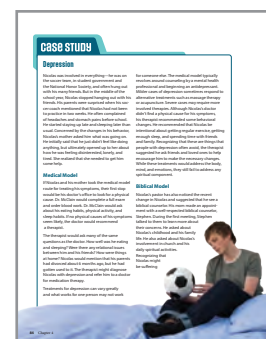 CASE STUDY
Depression
Nicolas was involved in everything—he was on
the soccer team, in student government and
the National Honor Society, and often hung out
with his many friends. But in the middle of the
school year, Nicolas stopped hanging out with his
friends. His parents were surprised when his soc-
cer coach mentioned that Nicolas hadn't been
to practice in two weeks. He often complained
of headaches and stomach pains before school.
He started staying up late and sleeping later than
usual. Concerned by the changes in his behavior,
Nicolas's mother asked him what was going on.
He initially said that he just didn't feel like doing
anything, but ultimately opened up to her about
how he was feeling disinterested, lonely, and
tired. She realized that she needed to get him
some help.
Medical Model
If Nicolas and his mother took the medical model
route for treating his symptoms, then first stop
would be his doctor's office to look for a physical
cause. Dr. McClain would complete a full exam
and order blood work. Dr. McClain would ask
about his eating habits, physical activity, and
sleep habits. If no physical causes of his symptoms
seem likely, the doctor would recommend
a therapist.
The therapist would ask many of the same
questions as the doctor. How well was he eating
and sleeping? Were there any relational issues
between him and his friends? How were things
at home? Nicolas would mention that his parents
had divorced about 6 months ago, but he had
gotten used to it. The therapist might diagnose
Nicolas with depression and refer him to a doctor
for medication therapy.
Treatments for depression can vary greatly
and what works for one person may not work
for someone else. The medical model typically
revolves around counseling by a mental health
professional and beginning an antidepressant.
Milder cases of depression sometimes respond to
alternative treatments such as massage therapy
or acupuncture. Severe cases may require more
involved therapies. Although Nicolas's doctor
didn't find a physical cause for his symptoms,
he therapist recommend some behavioral
changes. He recommended that Nicolas be
intentional about getting regular exercise, getting
enough sleep, and spending time with friends
and family. Recognizing that these are things that
people with depression often resist, the therapist
suggested he ask friends and loved ones to help
encourage him to make the necessary changes.
While these treatments would address the body,
mind, and emotions, they still fail to address any
spiritual component.
Biblical Model
Nicolas's pastor has also noticed the recent
change in Nicolas and suggested that he see a
biblical counselor. His mom made an appoint-
ment with a well-respected biblical counselor,
Stephen. During the first meeting, Stephen
talked to them to learn more about
their concerns. He asked about
Nicolas's childhood and his family
life. He also asked about Nicolas's
involvement in church and his
daily spiritual activities.
Recognizing that
Nicolas might
be suffering
Chapter 4